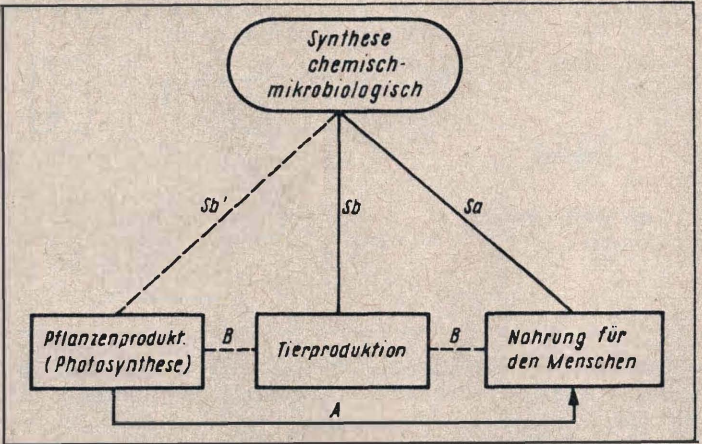 Synthese
chemisch-
mikrobiologisch
Sb'
Sb
Sa
Pflanzenprodukt.
(Photosynthese)
B
Tierproduktion
B
Nahrung für
den Menschen
A